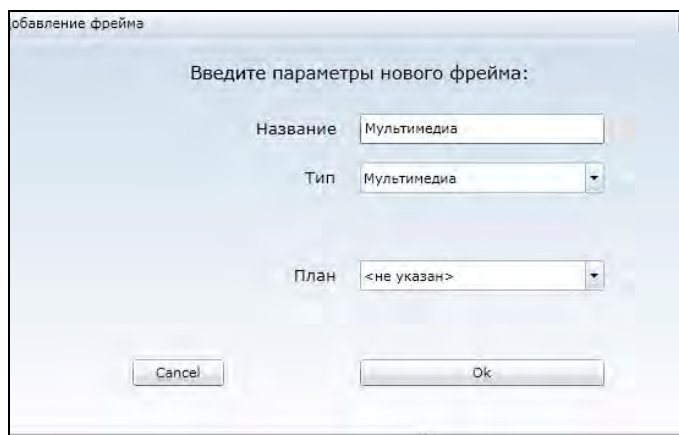 обавление фрейма
Введите параметры нового фрейма:
Название Мультимедиа
Тип Мультимедиа
План <не указан>
Cancel Ok